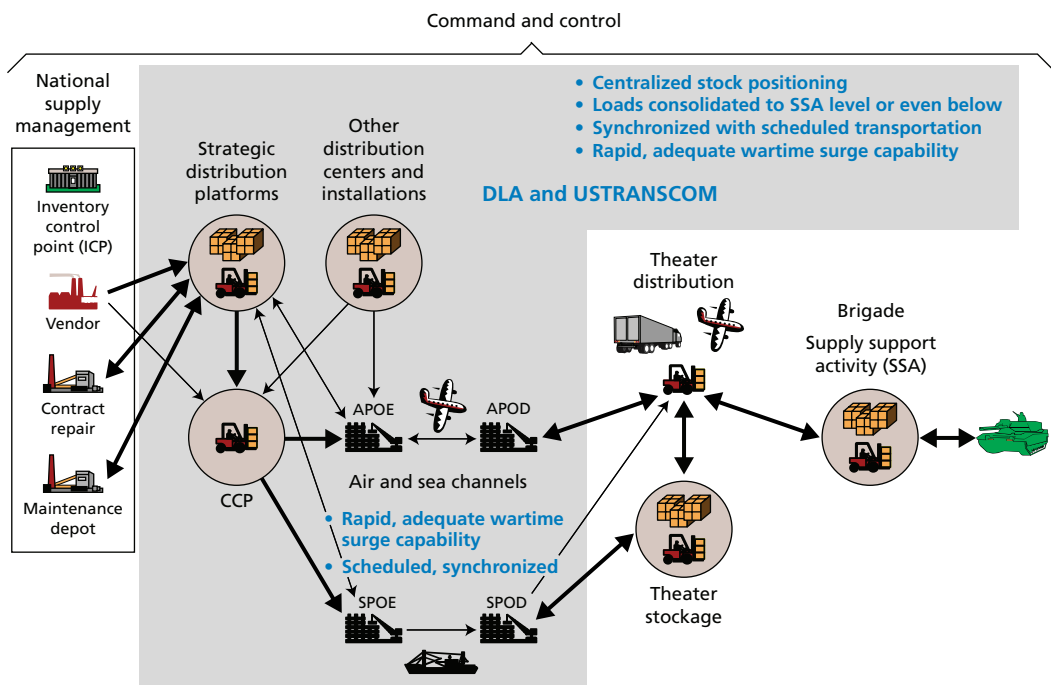 Command and control
National
supply
management
Inventory
control
point (ICP)
Vendor
Contract
repair
Maintenance
depot
Strategic
distribution
platforms
Other
distribution
centers and
installations
• Centralized stock positioning
• Loads consolidated to SSA level or even below
• Synchronized with scheduled transportation
• Rapid, adequate wartime surge capability
DLA and USTRANSCOM
CCP
APOE
APOD
Air and sea channels
• Rapid, adequate wartime
surge capability
• Scheduled, synchronized
SPOE
SPOD
Theater
distribution
Theater
stockage
Brigade
Supply support
activity (SSA)